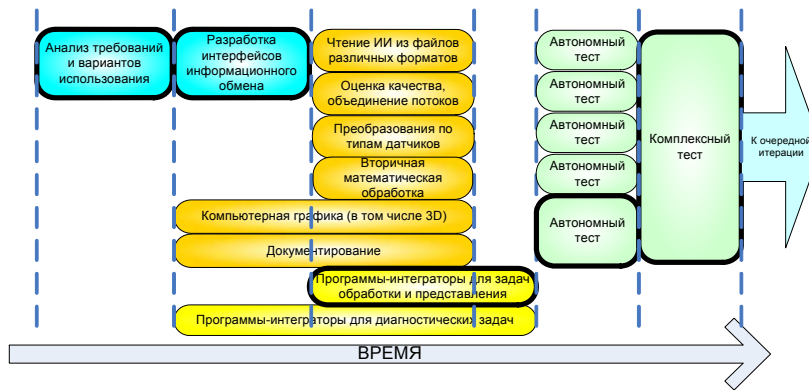 Анализ требований
и вариантов
использования
Разработка
интерфейсов
информационного
обмена
Чтение ИИ из файлов
различных форматов
Оценка качества,
объединение потоков
Преобразования по
типам датчиков
Вторичная
математическая
обработка
Компьютерная графика (в том числе 3D)
Документирование
Программы-интеграторы для задач
обработки и представления
Программы-интеграторы для диагностических задач
Автономный
тест
Автономный
тест
Автономный
тест
Автономный
тест
Автономный
тест
Комплексный
тест
К очередной
итерации
ВРЕМЯ